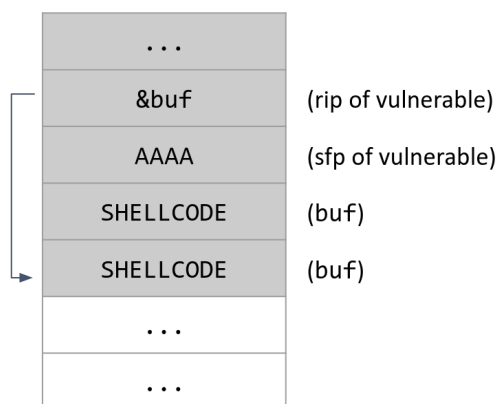 ...
&buf (rip of vulnerable)
AAAA (sfp of vulnerable)
SHELLCODE (buf)
SHELLCODE (buf)
...
...